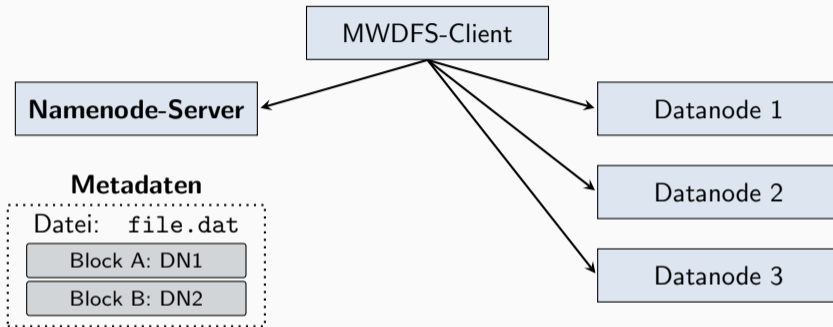 MWDFS-Client
Namenode-Server
Datanode 1
Metadaten
Datanode 2
Datei: file.dat
Block A: DN1
Block B: DN2
Datanode 3